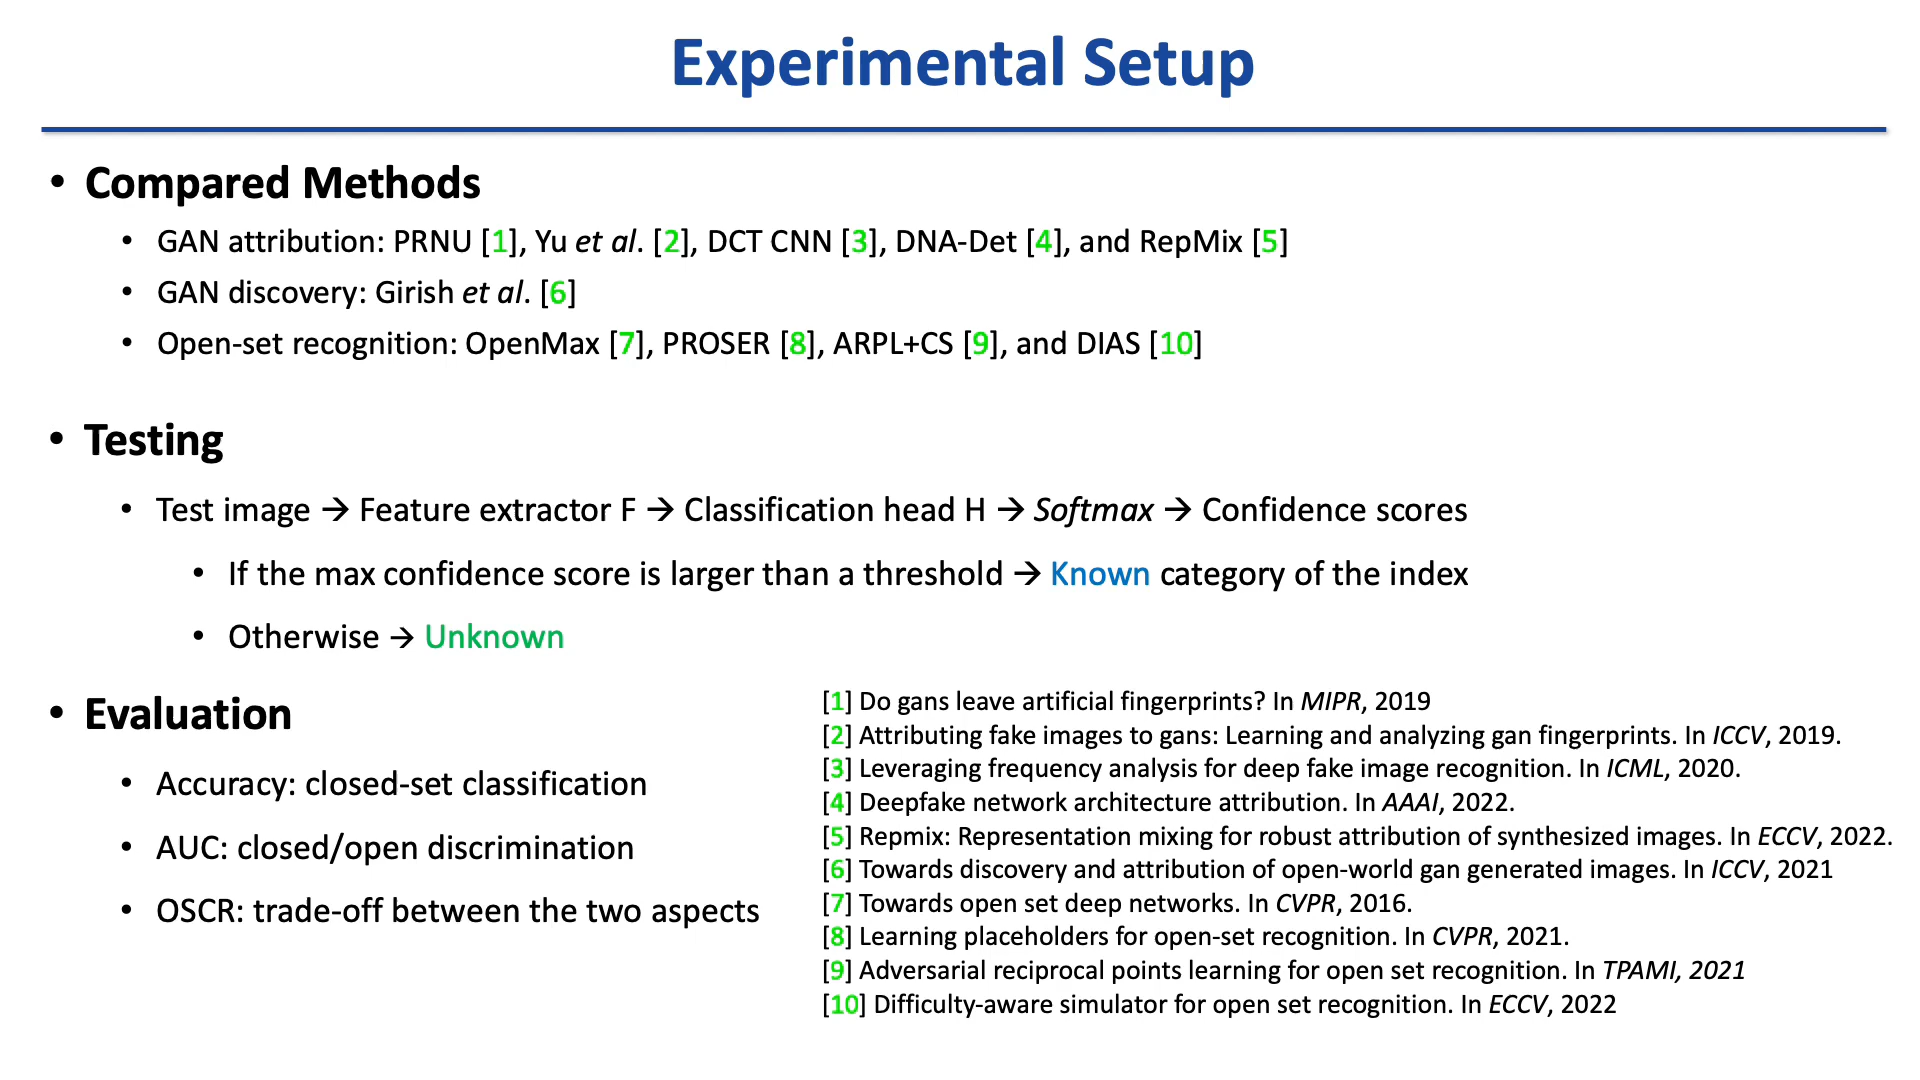 Experimental Setup
• Compared Methods
• GAN attribution: PRNU [1], Yu et al. [2], DCT CNN [3], DNA-Det [4], and RepMix [5]
• GAN discovery: Girish et al. [6]
• Open-set recognition: OpenMax [7], PROSER [8], ARPL+CS [9], and DIAS [10]
• Testing
• Test image → Feature extractor F → Classification head H → Softmax → Confidence scores
• If the max confidence score is larger than a threshold → Known category of the index
• Otherwise → Unknown
• Evaluation
• Accuracy: closed-set classification
• AUC: closed/open discrimination
• OSCR: trade-off between the two aspects
[1] Do gans leave artificial fingerprints? In MIPR, 2019
[2] Attributing fake images to gans: Learning and analyzing gan fingerprints. In ICCV, 2019.
[3] Leveraging frequency analysis for deep fake image recognition. In ICML, 2020.
[4] Deepfake network architecture attribution. In AAAI, 2022.
[5] Repmix: Representation mixing for robust attribution of synthesized images. In ECCV, 2022.
[6] Towards discovery and attribution of open-world gan generated images. In ICCV, 2021
[7] Towards open set deep networks. In CVPR, 2016.
[8] Learning placeholders for open-set recognition. In CVPR, 2021.
[9] Adversarial reciprocal points learning for open set recognition. In TPAMI, 2021
[10] Difficulty-aware simulator for open set recognition. In ECCV, 2022